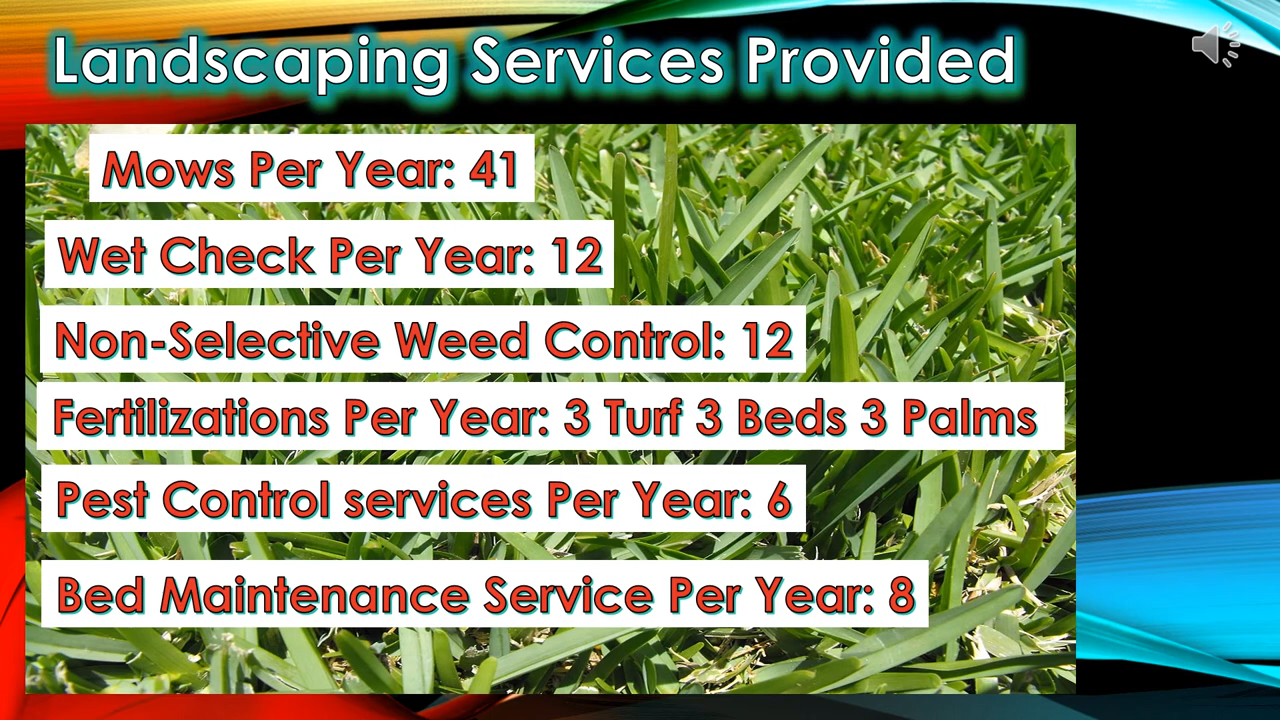 Landscaping Services Provided
Mows Per Year: 41
Wet Check Per Year: 12
Non-Selective Weed Control: 12
Fertilizations Per Year: 3 Turf 3 Beds 3 Palms
Pest Control services Per Year: 6
Bed Maintenance Service Per Year: 8